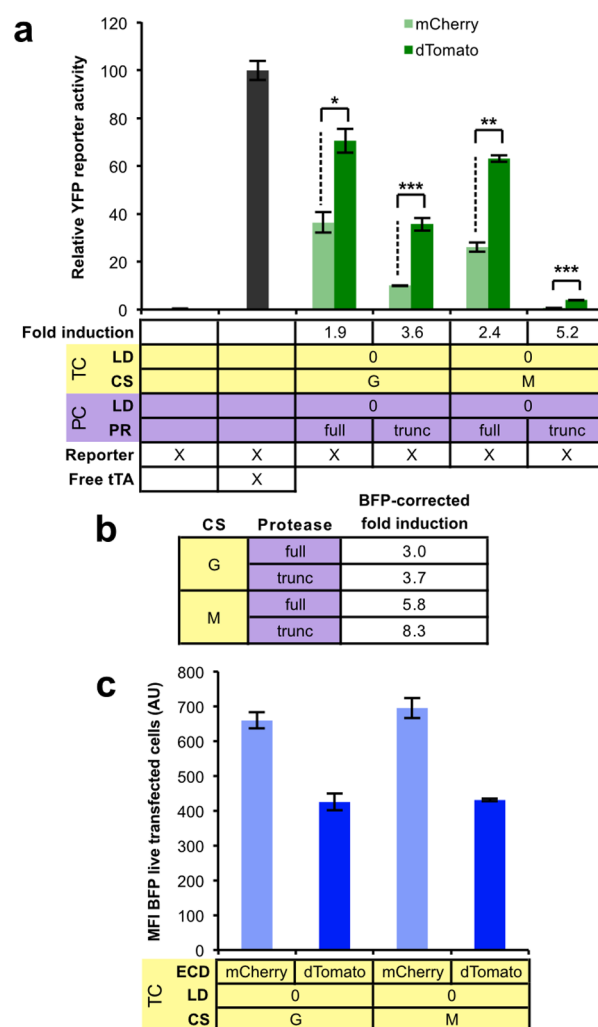 a
120
100
80
60
40
20
0
Relative YFP reporter activity
mCherry
dTomato
*
***
**
***
Fold induction 1.9 3.6 2.4 5.2
TC
LD 0 0
CS G M
PC
LD 0 0
PR full trunc full trunc
Reporter X X X X X X
Free tTA X
b
CS Protease BFP-corrected
fold induction
G full 3.0
trunc 3.7
M full 5.8
trunc 8.3
c
800
700
600
500
400
300
200
100
0
MFI BFP live transfected cells (AU)
TC
ECD mCherry dTomato mCherry dTomato
LD 0 0
CS G M